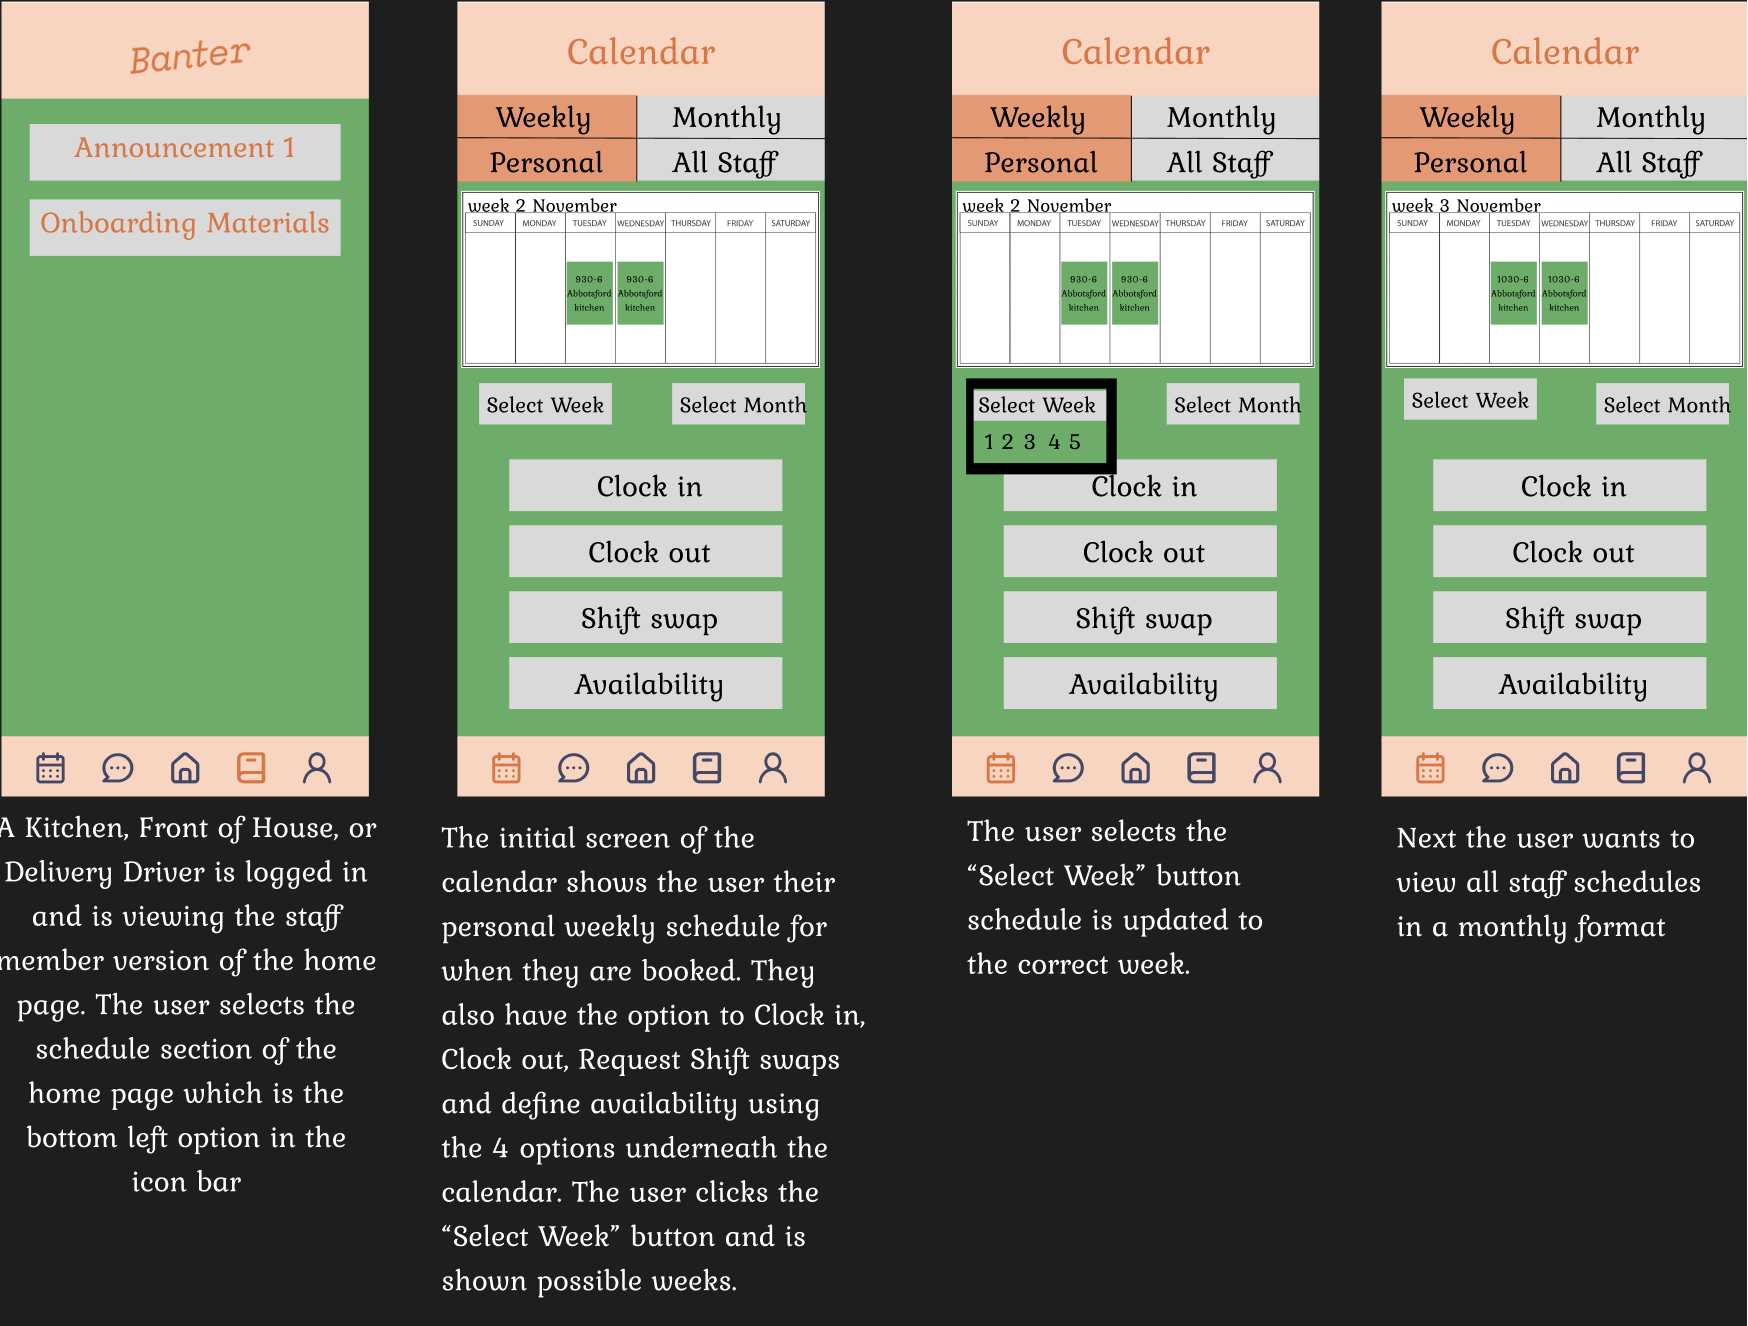 Banter
Announcement 1
Onboarding Materials
A Kitchen, Front of House, or
Delivery Driver is logged in
and is viewing the staff
member version of the home
page. The user selects the
schedule section of the
home page which is the
bottom left option in the
icon bar
Calendar
Weekly Monthly
Personal All Staff
week 2 November
SUNDAY MONDAY TUESDAY WEDNESDAY THURSDAY FRIDAY SATURDAY
930-6 930-6
Abbotsford Abbotsford
kitchen kitchen
Select Week Select Month
Clock in
Clock out
Shift swap
Availability
The initial screen of the
calendar shows the user their
personal weekly schedule for
when they are booked. They
also have the option to Clock in,
Clock out, Request Shift swaps
and define availability using
the 4 options underneath the
calendar. The user clicks the
“Select Week” button and is
shown possible weeks.
Calendar
Weekly Monthly
Personal All Staff
week 2 November
SUNDAY MONDAY TUESDAY WEDNESDAY THURSDAY FRIDAY SATURDAY
930-6 930-6
Abbotsford Abbotsford
kitchen kitchen
Select Week Select Month
1 2 3 4 5
Clock in
Clock out
Shift swap
Availability
The user selects the
“Select Week” button
schedule is updated to
the correct week.
Calendar
Weekly Monthly
Personal All Staff
week 3 November
SUNDAY MONDAY TUESDAY WEDNESDAY THURSDAY FRIDAY SATURDAY
1030-6 1030-6
Abbotsford Abbotsford
kitchen kitchen
Select Week Select Month
Clock in
Clock out
Shift swap
Availability
Next the user wants to
view all staff schedules
in a monthly format